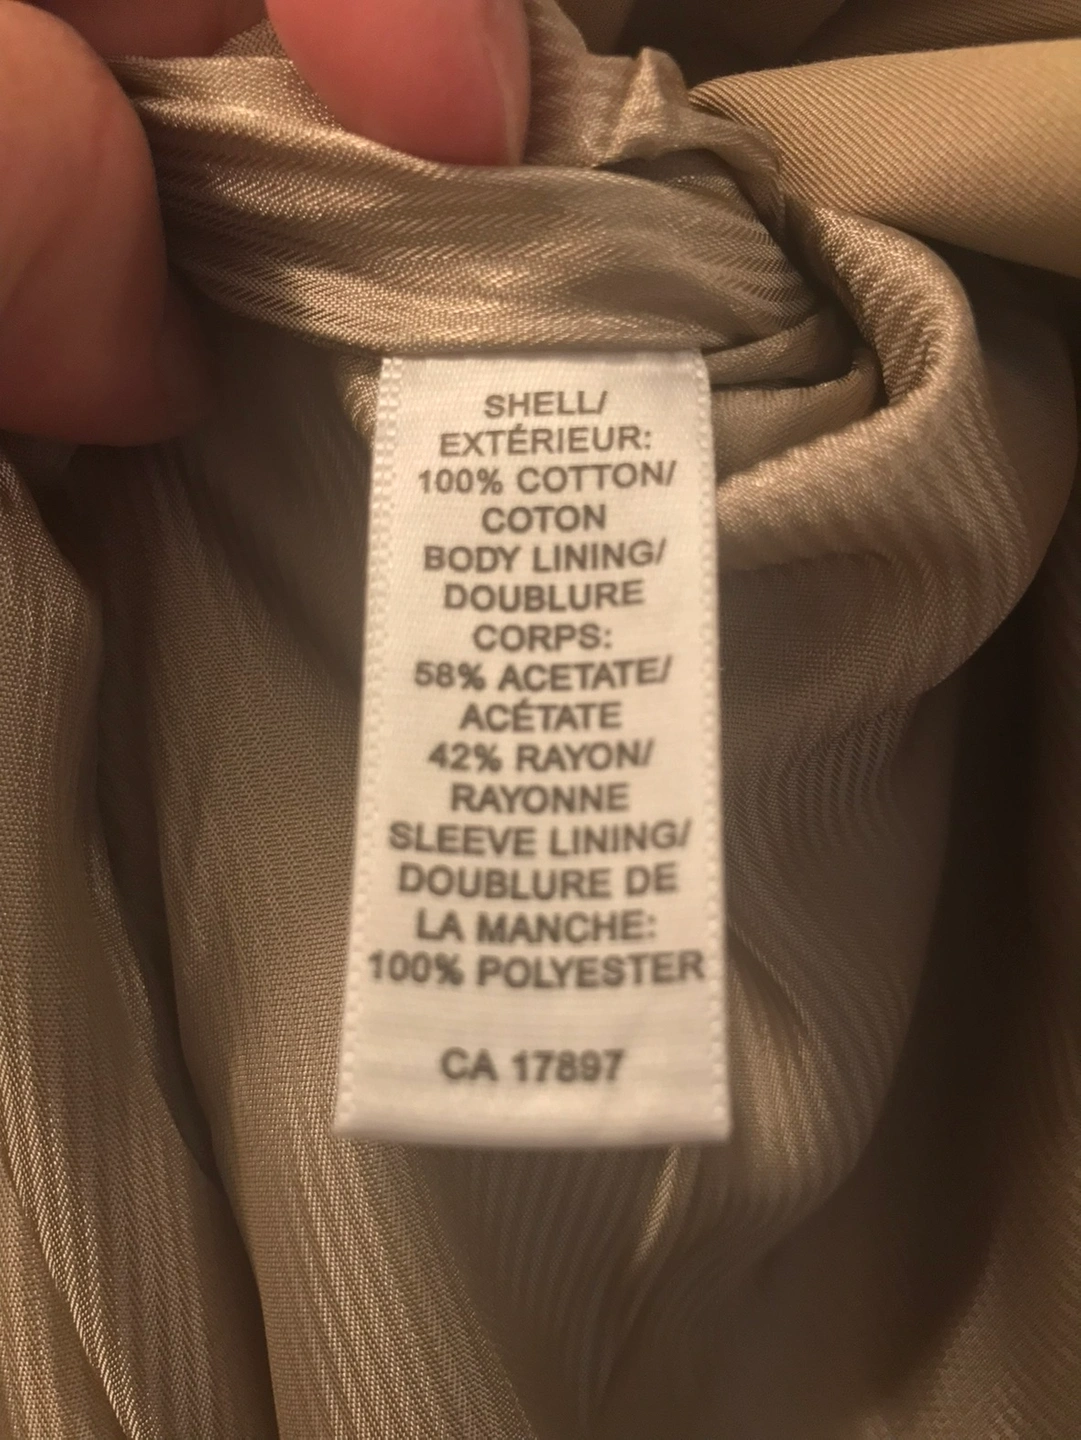 SHELL/
EXTÉRIEUR:
100% COTTON/
COTON
BODY LINING/
DOUBLURE
CORPS:
58% ACETATE/
ACÉTATE
42% RAYON/
RAYONNE
SLEEVE LINING/
DOUBLURE DE
LA MANCHE:
100% POLYESTER
CA 17897